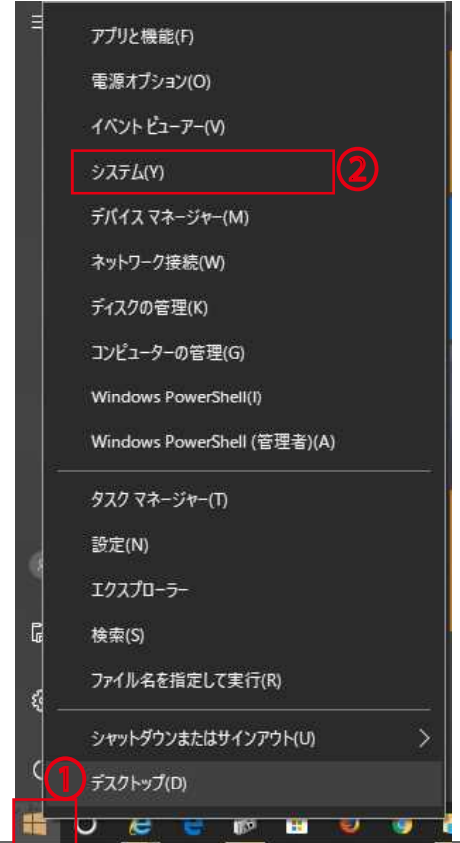 アプリと機能(F)
電源オプション(O)
イベント ビューアー(V)
システム(Y)
②
デバイス マネージャー(M)
ネットワーク接続(W)
ディスクの管理(K)
コンピューターの管理(G)
Windows PowerShell(I)
Windows PowerShell (管理者)(A)
タスク マネージャー(T)
設定(N)
エクスプローラー
検索(S)
ファイル名を指定して実行(R)
シャットダウンまたはサインアウト(U)
①
デスクトップ(D)